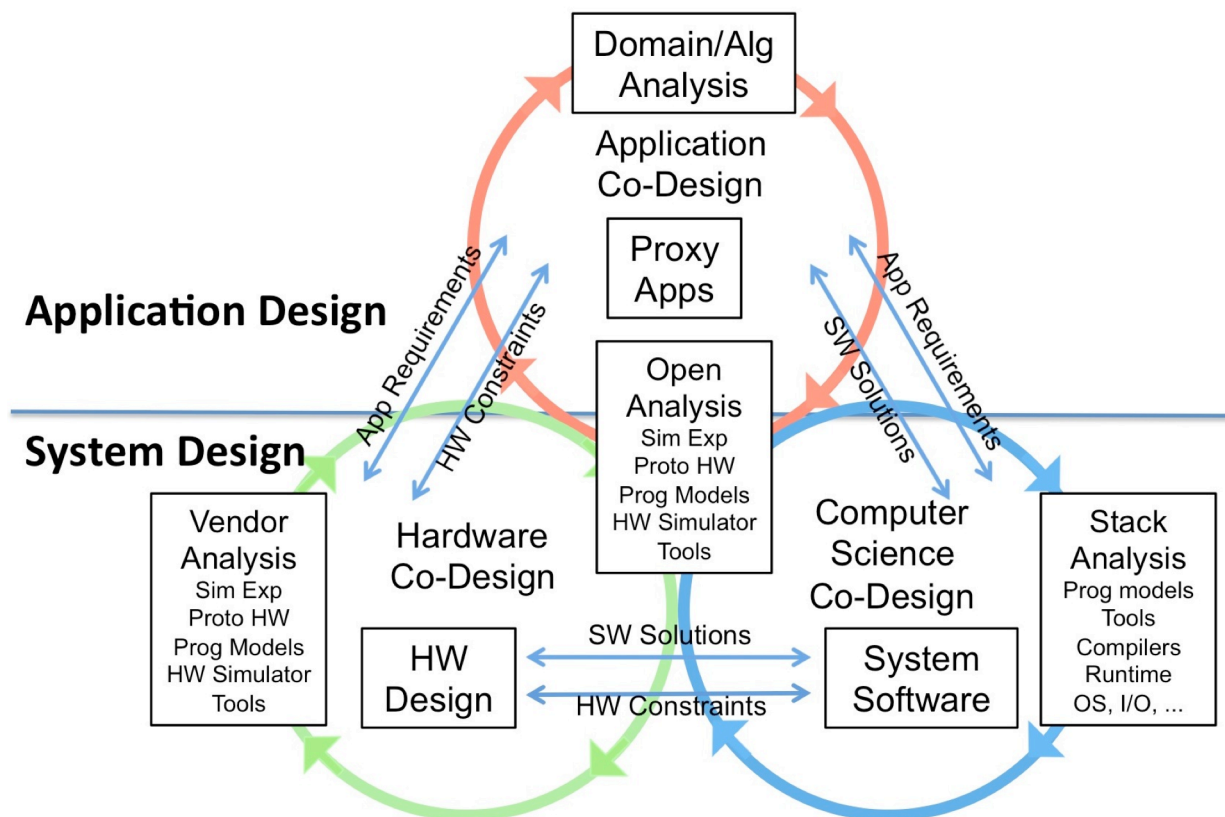 Domain/Alg
Analysis
Application
Co-Design
Proxy
Apps
App Requirements
HW Constraints
SW Solutions
App Requirements
Application Design
System Design
Open
Analysis
Sim Exp
Proto HW
Prog Models
HW Simulator
Tools
Vendor
Analysis
Sim Exp
Proto HW
Prog Models
HW Simulator
Tools
Hardware
Co-Design
Computer
Science
Co-Design
Stack
Analysis
Prog models
Tools
Compilers
Runtime
OS, I/O, ...
HW
Design
SW Solutions
HW Constraints
System
Software